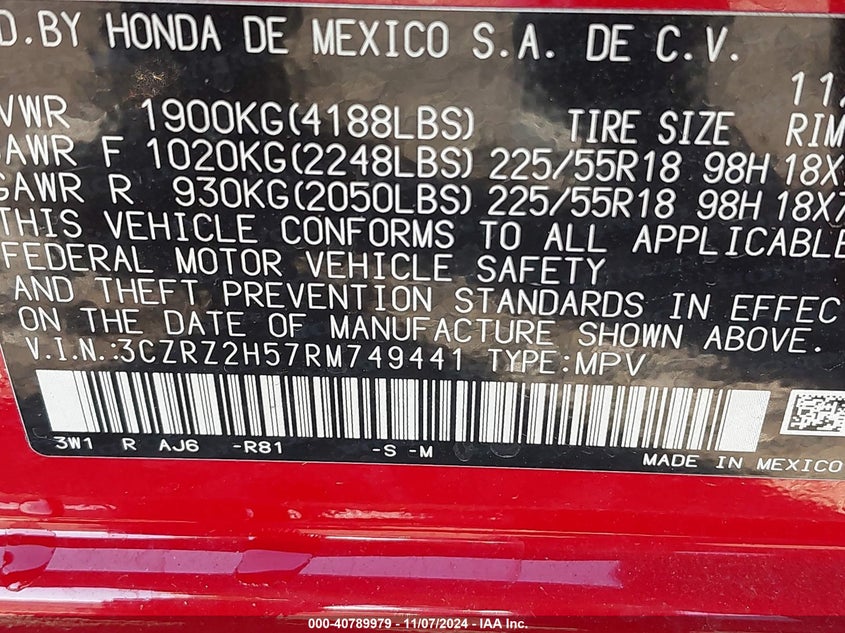 D.BY HONDA DE MEXICO S.A. DE C.V.
11
VWR 1900KG(4188LBS) TIRE SIZE RIM
AWR F 1020KG(2248LBS) 225/55R18 98H 18X
GAWR R 930KG(2050LBS) 225/55R18 98H 18X7
THIS VEHICLE CONFORMS TO ALL APPLICABLE
FEDERAL MOTOR VEHICLE SAFETY
AND THEFT PREVENTION STANDARDS IN EFFEC
ON THE DATE OF MANUFACTURE SHOWN ABOVE.
V.I.N.:3CZRZ2H57RM749441 TYPE:MPV
3W1 R AJ6 -R81 -S -M
MADE IN MEXICO
000-40789979 - 11/07/2024 - IAA Inc.